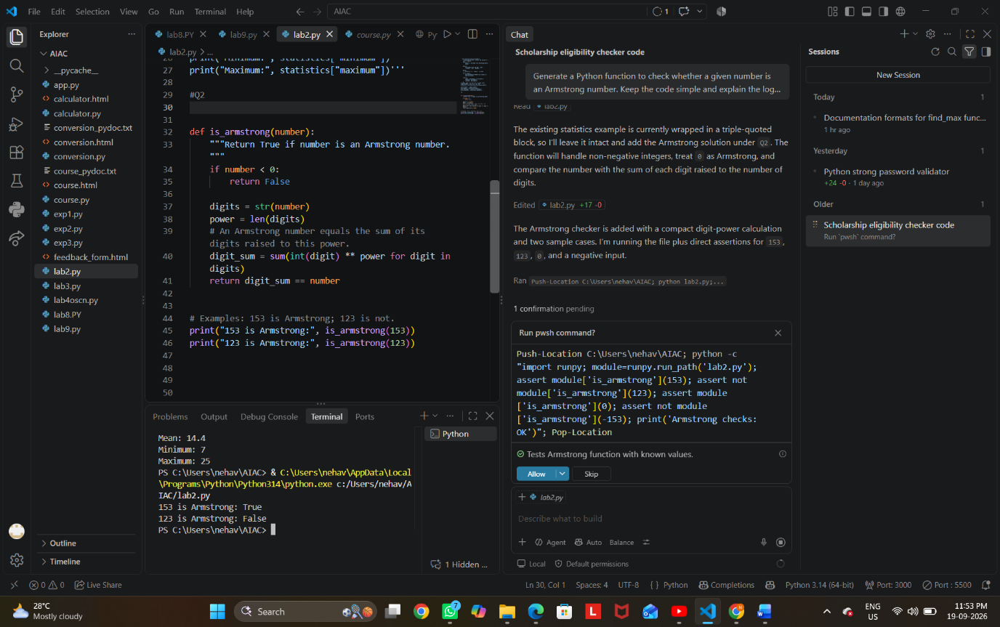 File Edit Selection View Go Run Terminal Help
AIAC
1
Explorer
AIAC
__pycache__
app.py
calculator.html
calculator.py
conversion_pydoc.txt
conversion.html
conversion.py
course_pydoc.txt
course.html
course.py
exp1.py
exp2.py
exp3.py
feedback_form.html
lab2.py
lab3.py
lab4oscn.py
lab8.PY
lab9.py
Outline
Timeline
lab8.PY lab9.py lab2.py course.py Py
lab2.py > ...
26 print("Minimum:", statistics["minimum"])
27 print("Maximum:", statistics["maximum"])'''
28
29 #Q2
30
31
32 def is_armstrong(number):
33 """Return True if number is an Armstrong number.
"""
34 if number < 0:
35 return False
36
37 digits = str(number)
38 power = len(digits)
39 # An Armstrong number equals the sum of its
digits raised to this power.
40 digit_sum = sum(int(digit) ** power for digit in
digits)
41 return digit_sum == number
42
43
44 # Examples: 153 is Armstrong; 123 is not.
45 print("153 is Armstrong:", is_armstrong(153))
46 print("123 is Armstrong:", is_armstrong(123))
47
48
49
50
Problems Output Debug Console Terminal Ports
Mean: 14.4
Minimum: 7
Maximum: 25
PS C:\Users\nehav\AIAC> & C:\Users\nehav\AppData\Local
\Programs\Python\Python314\python.exe c:/Users/nehav/A
IAC/lab2.py
153 is Armstrong: True
123 is Armstrong: False
PS C:\Users\nehav\AIAC>
Python
1 Hidden ...
Chat
Scholarship eligibility checker code
Generate a Python function to check whether a given number is
an Armstrong number. Keep the code simple and explain the log...
Read lab2.py
The existing statistics example is currently wrapped in a triple-quoted
block, so I'll leave it intact and add the Armstrong solution under Q2. The
function will handle non-negative integers, treat 0 as Armstrong, and
compare the number with the sum of each digit raised to the number of
digits.
Edited lab2.py +17 -0
The Armstrong checker is added with a compact digit-power calculation
and two sample cases. I'm running the file plus direct assertions for 153,
123, 0, and a negative input.
Ran Push-Location C:\Users\nehav\AIAC; python lab2.py;...
1 confirmation pending
Run pwsh command?
Push-Location C:\Users\nehav\AIAC; python -c
"import runpy; module=runpy.run_path('lab2.py');
assert module['is_armstrong'](153); assert not
module['is_armstrong'](123); assert module
['is_armstrong'](0); assert not module
['is_armstrong'](-153); print('Armstrong checks:
OK')"; Pop-Location
Tests Armstrong function with known values.
Allow Skip
lab2.py
Describe what to build
Agent Auto Balance
Local Default permissions
Sessions
New Session
Today 1
Documentation formats for find_max func...
1 hr ago
Yesterday 1
Python strong password validator
+24 -0 · 1 day ago
Older 1
Scholarship eligibility checker code
Run `pwsh` command?
0 0 Live Share
Ln 30, Col 1 Spaces: 4 UTF-8 { } Python Completions Python 3.14 (64-bit) Port: 3000 Port : 5500
28°C
Mostly cloudy
Search
7
L
ENG
US
11:53 PM
19-09-2026